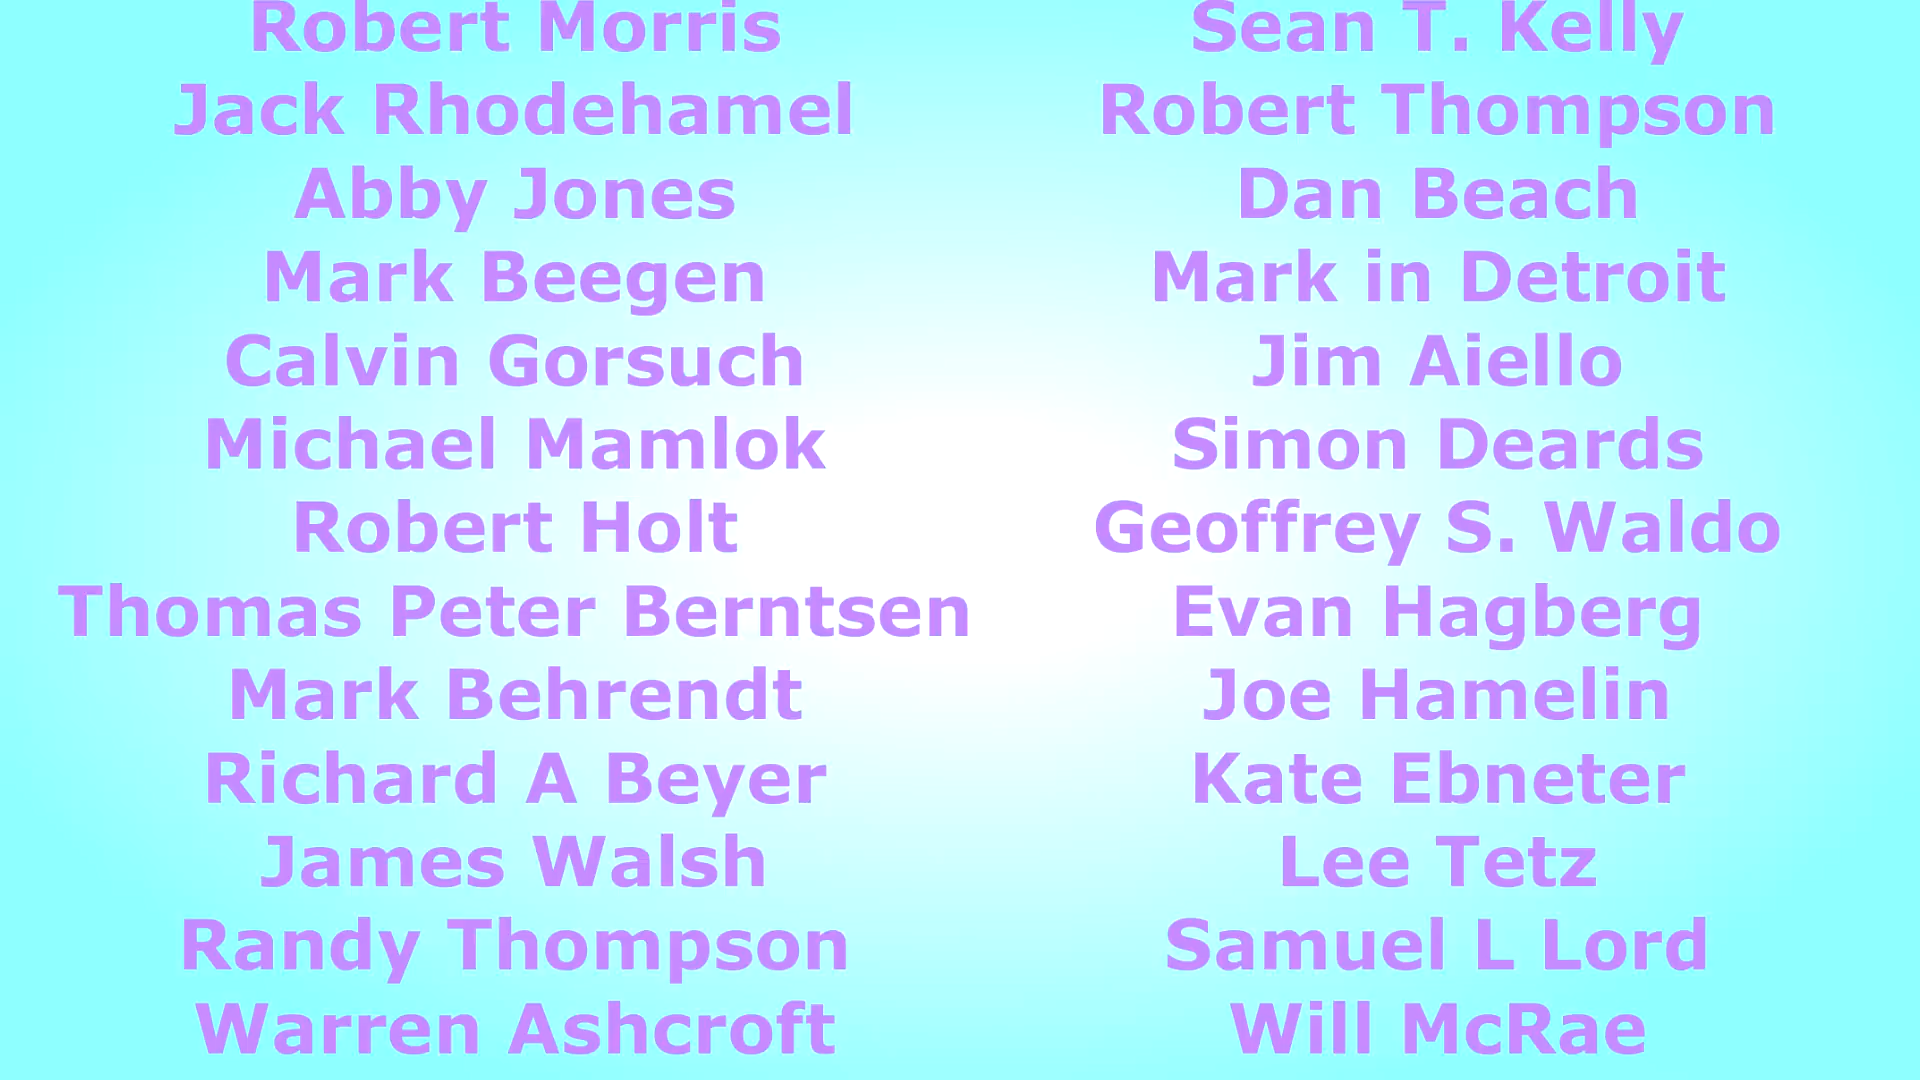 Robert Morris
Jack Rhodehamel
Abby Jones
Mark Beegen
Calvin Gorsuch
Michael Mamlok
Robert Holt
Thomas Peter Berntsen
Mark Behrendt
Richard A Beyer
James Walsh
Randy Thompson
Warren Ashcroft
Sean T. Kelly
Robert Thompson
Dan Beach
Mark in Detroit
Jim Aiello
Simon Deards
Geoffrey S. Waldo
Evan Hagberg
Joe Hamelin
Kate Ebneter
Lee Tetz
Samuel L Lord
Will McRae